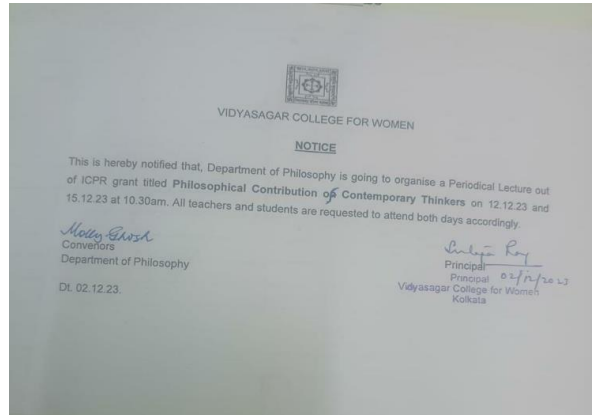 VIDYASAGAR COLLEGE FOR WOMEN
NOTICE
This is hereby notified that, Department of Philosophy is going to organise a Periodical Lecture out
of ICPR grant titled Philosophical Contribution of Contemporary Thinkers on 12.12.23 and
15.12.23 at 10.30am. All teachers and students are requested to attend both days accordingly.
Molly Ghosh
Convenors
Department of Philosophy
Dt. 02.12.23.
Roy
Principal
02/12/2023
Principal
Vidyasagar College for Women
Kolkata